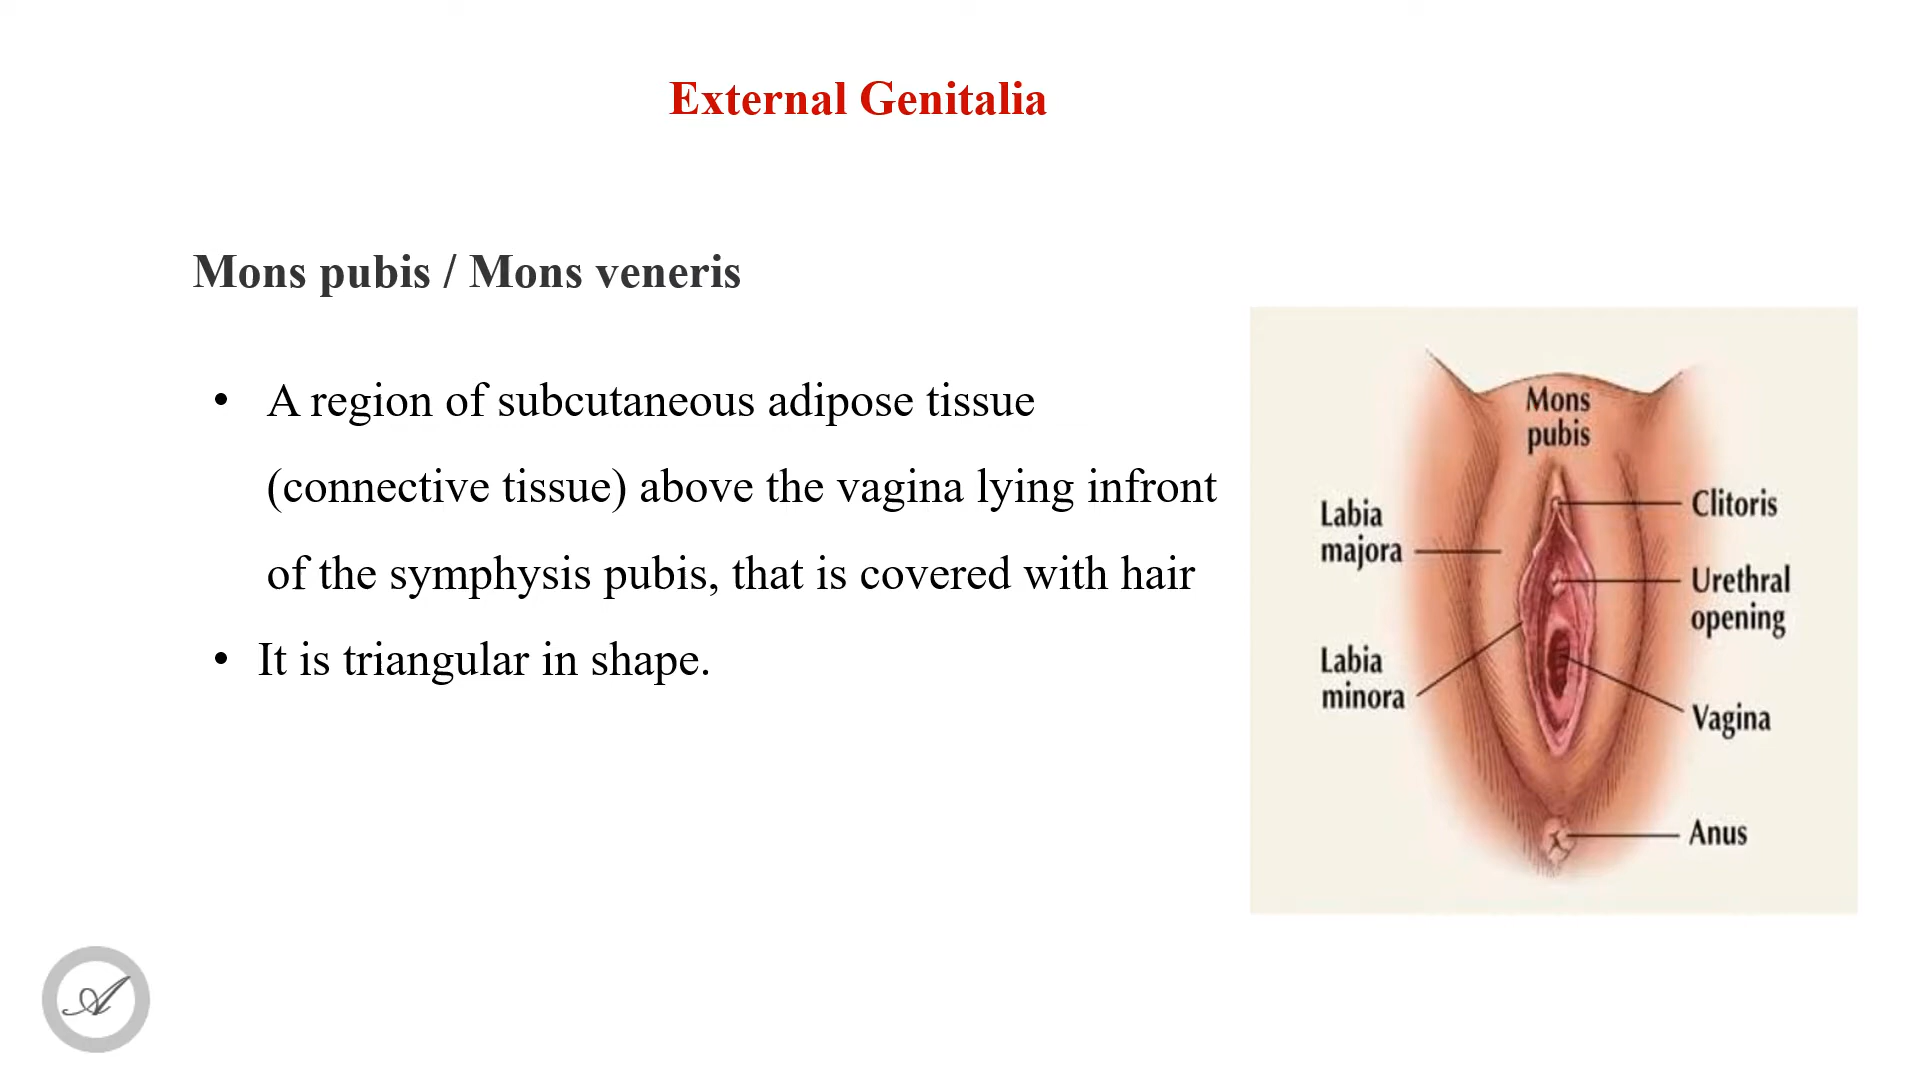 External Genitalia
Mons pubis / Mons veneris
• A region of subcutaneous adipose tissue
(connective tissue) above the vagina lying infront
of the symphysis pubis, that is covered with hair
• It is triangular in shape.
Mons
pubis
Labia
majora
Clitoris
Urethral
opening
Labia
minora
Vagina
Anus
A